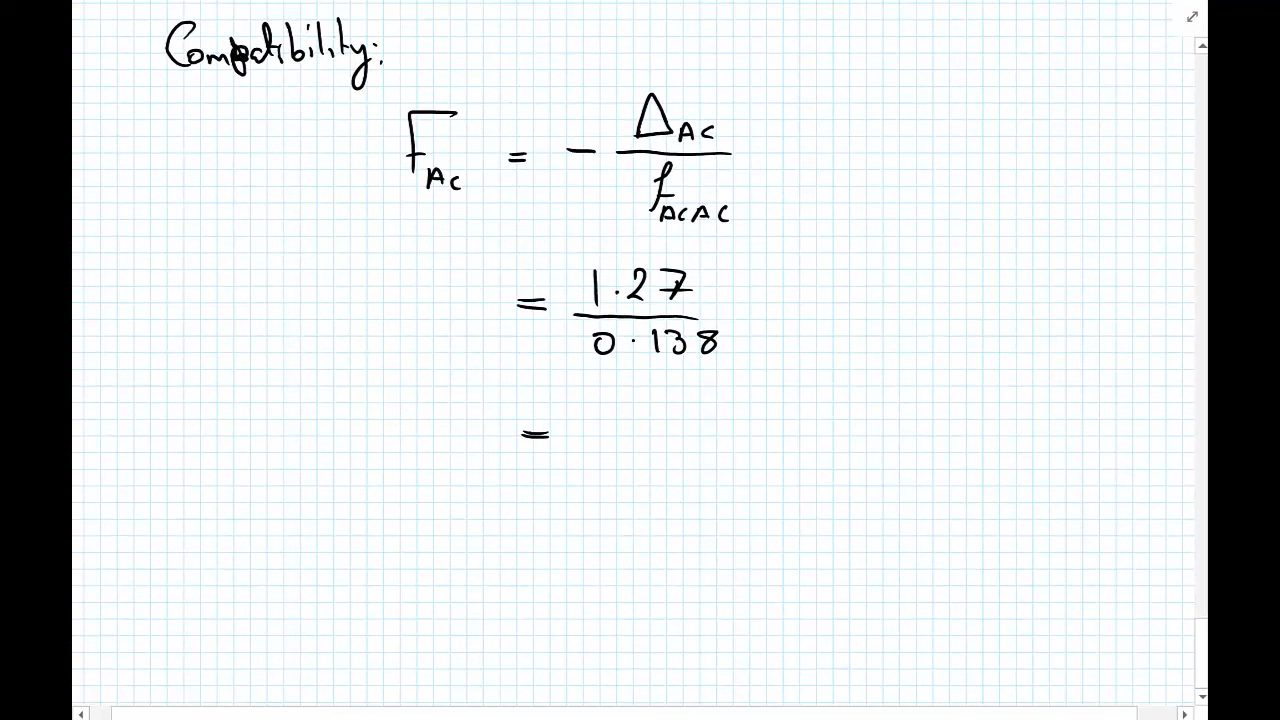 Compatibility:
F_AC = - Δ_AC / f_ACAC
= 1.27 / 0.138
=